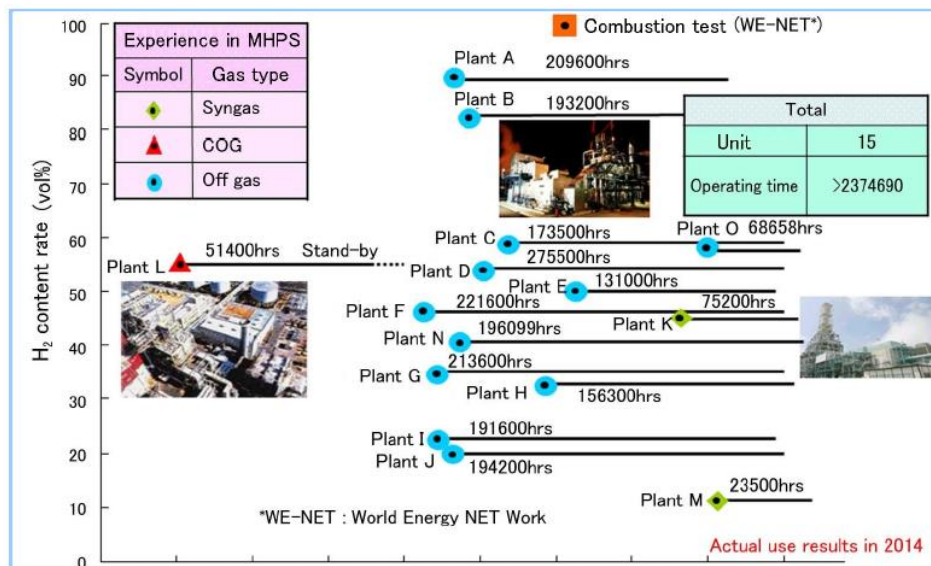 100
90
80
70
60
50
40
30
20
10
0
H2 content rate (vol%)
Experience in MHPS
Symbol Gas type
Syngas
COG
Off gas
Combustion test (WE-NET*)
Plant A 209600hrs
Plant B 193200hrs
Total
Unit 15
Operating time >2374690
Plant C 173500hrs
Plant O 68658hrs
Plant L 51400hrs Stand-by
Plant D 275500hrs
Plant E 131000hrs
Plant F 221600hrs
Plant K 75200hrs
Plant N 196099hrs
Plant G 213600hrs
Plant H 156300hrs
Plant I 191600hrs
Plant J 194200hrs
Plant M 23500hrs
*WE-NET : World Energy NET Work
Actual use results in 2014